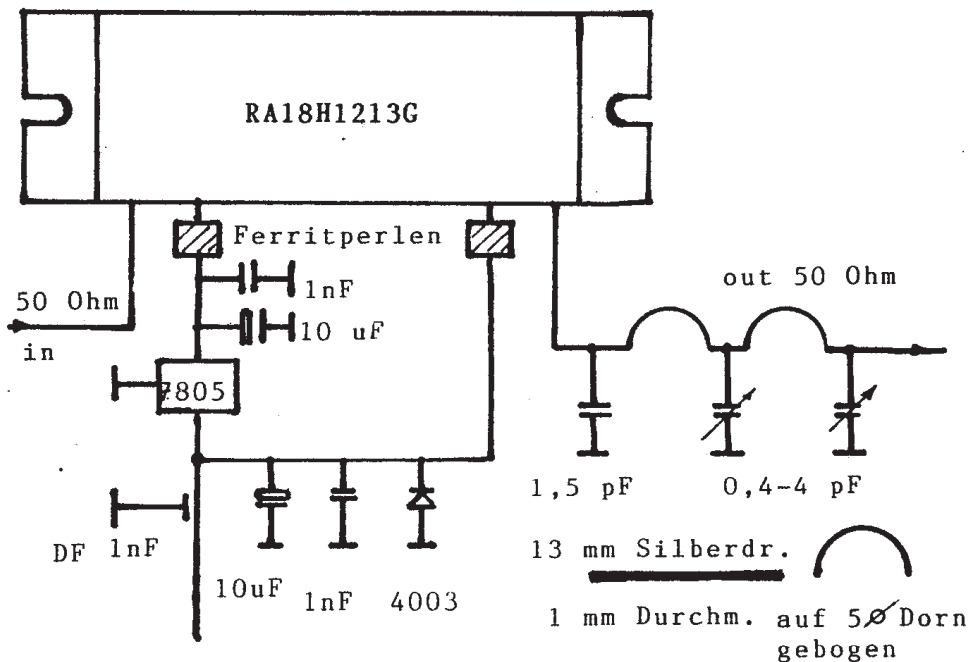 RA18H1213G
Ferritperlen
1nF
50 Ohm
in
10 uF
7805
out 50 Ohm
1,5 pF
0,4-4 pF
DF 1nF
10uF
1nF
4003
13 mm Silberdr.
1 mm Durchm.
auf 5Ø Dorn
gebogen